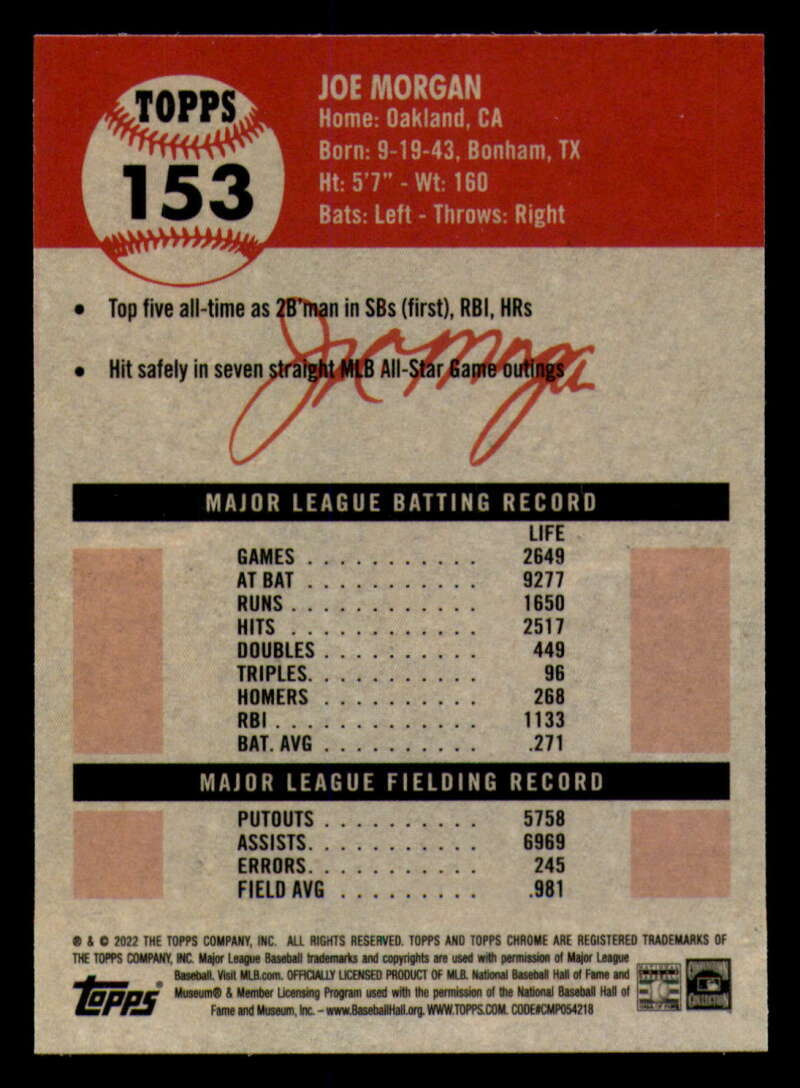 TOPPS
153
JOE MORGAN
Home: Oakland, CA
Born: 9-19-43, Bonham, TX
Ht: 5'7" - Wt: 160
Bats: Left - Throws: Right
• Top five all-time as 2B'man in SBs (first), RBI, HRs
• Hit safely in seven straight MLB All-Star Game outings
Joe Morgan
MAJOR LEAGUE BATTING RECORD
LIFE
GAMES . . . . . . . . . . . 2649
AT BAT . . . . . . . . . . . 9277
RUNS . . . . . . . . . . . . 1650
HITS . . . . . . . . . . . . 2517
DOUBLES . . . . . . . . . . 449
TRIPLES. . . . . . . . . . . 96
HOMERS . . . . . . . . . . 268
RBI . . . . . . . . . . . . . 1133
BAT. AVG . . . . . . . . . . .271
MAJOR LEAGUE FIELDING RECORD
PUTOUTS . . . . . . . . . . 5758
ASSISTS. . . . . . . . . . . 6969
ERRORS. . . . . . . . . . . 245
FIELD AVG . . . . . . . . . .981
® & © 2022 THE TOPPS COMPANY, INC. ALL RIGHTS RESERVED. TOPPS AND TOPPS CHROME ARE REGISTERED TRADEMARKS OF
THE TOPPS COMPANY, INC. Major League Baseball trademarks and copyrights are used with permission of Major League
Baseball. Visit MLB.com. OFFICIALLY LICENSED PRODUCT OF MLB. National Baseball Hall of Fame and
Museum® & Member Licensing Program used with the permission of the National Baseball Hall of
Fame and Museum, Inc. – www.BaseballHall.org. WWW.TOPPS.COM. CODE#CMP054218
topps®